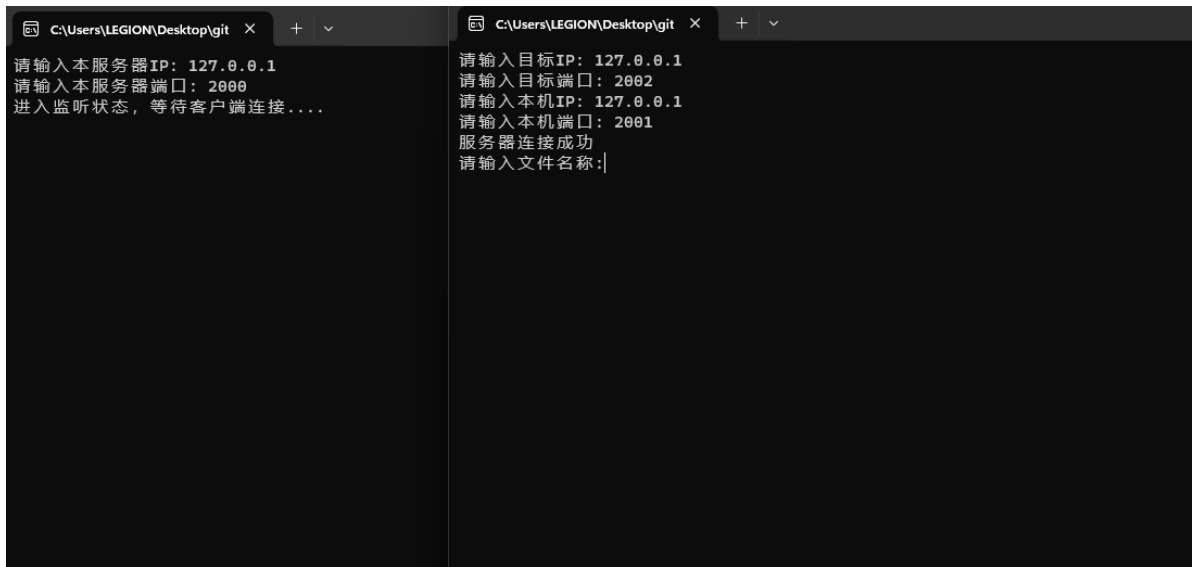 C:\Users\LEGION\Desktop\git
请输入本服务器IP: 127.0.0.1
请输入本服务器端口: 2000
进入监听状态, 等待客户端连接....
C:\Users\LEGION\Desktop\git
请输入目标IP: 127.0.0.1
请输入目标端口: 2002
请输入本机IP: 127.0.0.1
请输入本机端口: 2001
服务器连接成功
请输入文件名称: